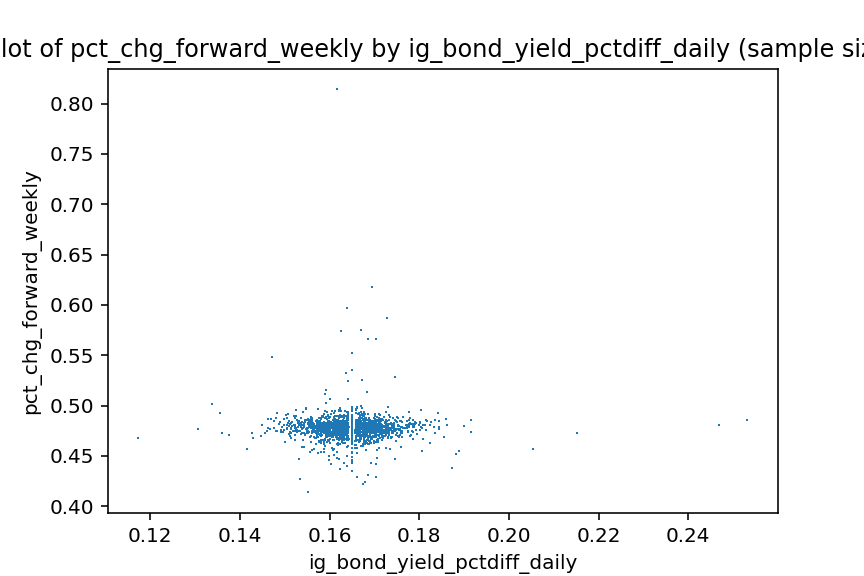 lot of pct_chg_forward_weekly by ig_bond_yield_pctdiff_daily (sample siz
0.80
0.75
0.70
0.65
0.60
0.55
0.50
0.45
0.40
pct_chg_forward_weekly
0.12 0.14 0.16 0.18 0.20 0.22 0.24
ig_bond_yield_pctdiff_daily